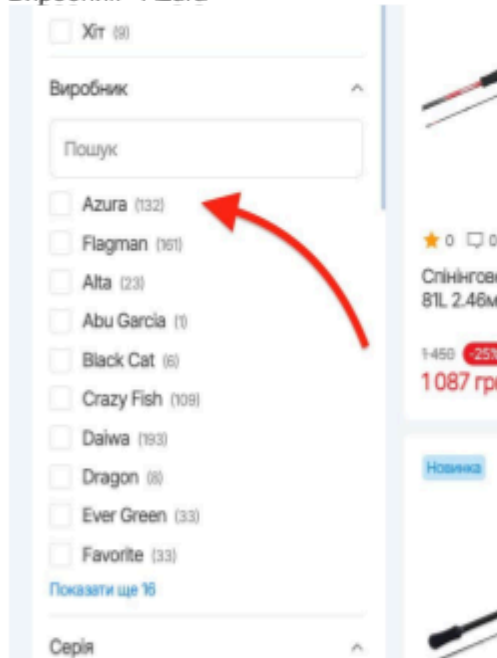 Хіт (9)
Виробник
Пошук
Azura (132)
Flagman (161)
Alta (23)
Abu Garcia (1)
Black Cat (6)
Crazy Fish (109)
Daiwa (193)
Dragon (8)
Ever Green (33)
Favorite (33)
Показати ще 16
Серія
0 0
Спінінгов
81L 2.46м
1 450 -25%
1 087 гр
Новинка